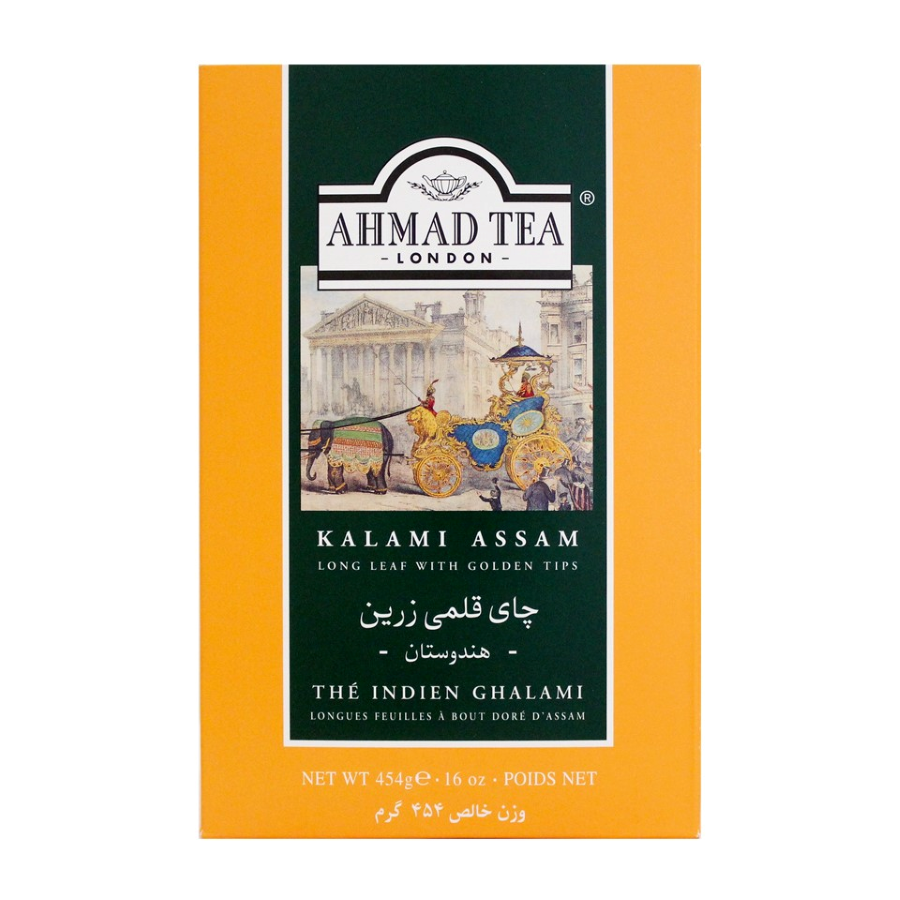 AHMAD TEA ®
- LONDON -
KALAMI ASSAM
LONG LEAF WITH GOLDEN TIPS
چای قلمی زرین
- هندوستان -
THÉ INDIEN GHALAMI
LONGUES FEUILLES À BOUT DORÉ D'ASSAM
NET WT 454g℮ · 16 oz · POIDS NET
وزن خالص ۴۵۴ گرم